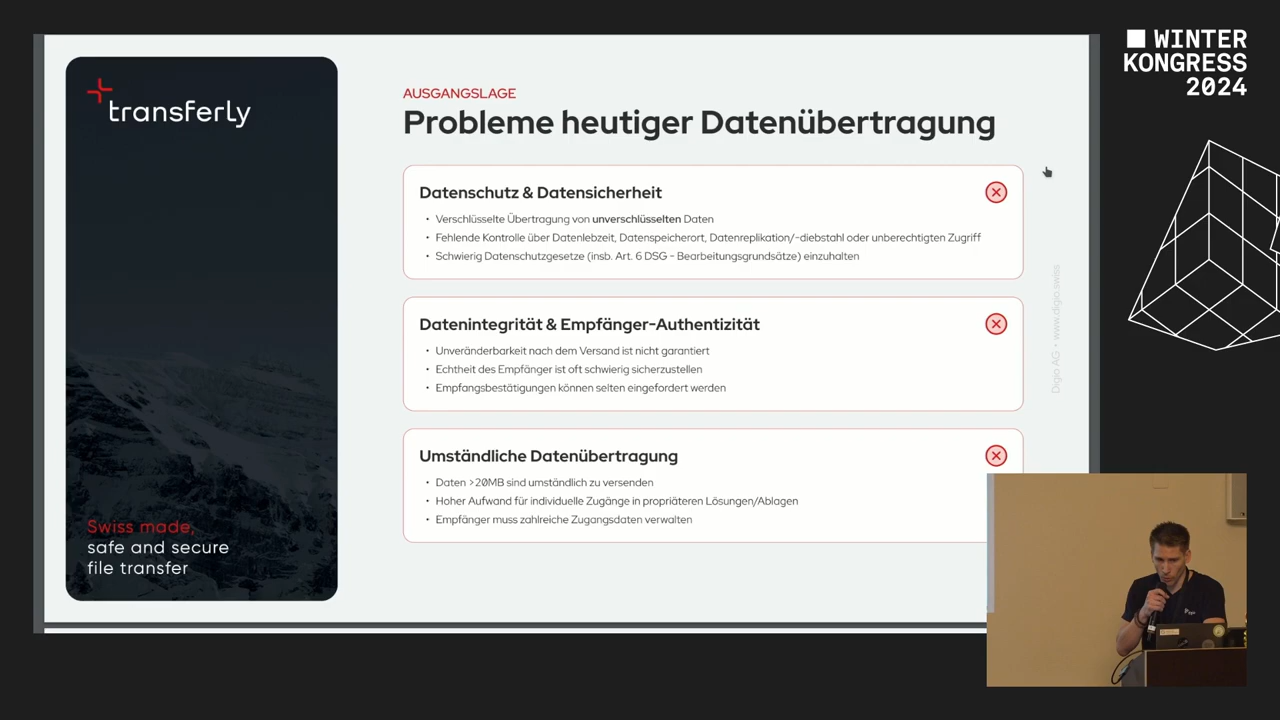 WINTER
KONGRESS
2024
transferly
AUSGANGSLAGE
Probleme heutiger Datenübertragung
Datenschutz & Datensicherheit
• Verschlüsselte Übertragung von unverschlüsselten Daten
• Fehlende Kontrolle über Datenlebzeit, Datenspeicherort, Datenreplikation/-diebstahl oder unberechtigten Zugriff
• Schwierig Datenschutzgesetze (insb. Art. 6 DSG - Bearbeitungsgrundsätze) einzuhalten
Datenintegrität & Empfänger-Authentizität
• Unveränderbarkeit nach dem Versand ist nicht garantiert
• Echtheit des Empfänger ist oft schwierig sicherzustellen
• Empfangsbestätigungen können selten eingefordert werden
Umständliche Datenübertragung
• Daten >20MB sind umständlich zu versenden
• Hoher Aufwand für individuelle Zugänge in propriäteren Lösungen/Ablagen
• Empfänger muss zahlreiche Zugangsdaten verwalten
Swiss made,
safe and secure
file transfer
Digio AG • www.digio.swiss